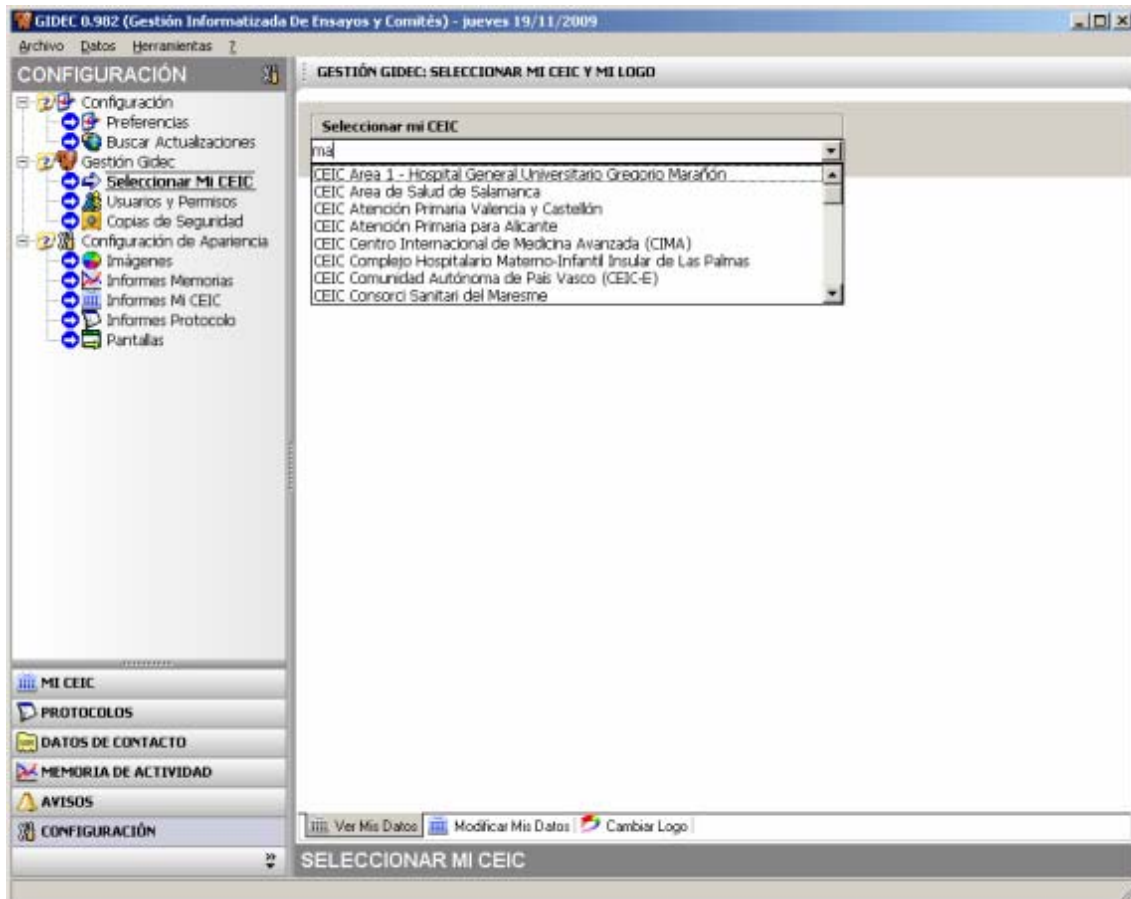 GIDEC 0.982 (Gestión Informatizada De Ensayos y Comités) - jueves 19/11/2009
Archivo Datos Herramientas ?
CONFIGURACIÓN
Configuración
Preferencias
Buscar Actualizaciones
Gestión Gidec
Seleccionar Mi CEIC
Usuarios y Permisos
Copias de Seguridad
Configuración de Apariencia
Imágenes
Informes Memorias
Informes Mi CEIC
Informes Protocolo
Pantallas
MI CEIC
PROTOCOLOS
DATOS DE CONTACTO
MEMORIA DE ACTIVIDAD
AVISOS
CONFIGURACIÓN
GESTIÓN GIDEC: SELECCIONAR MI CEIC Y MI LOGO
Seleccionar mi CEIC
ma
CEIC Area 1 - Hospital General Universitario Gregorio Marañón
CEIC Area de Salud de Salamanca
CEIC Atención Primaria Valencia y Castellón
CEIC Atención Primaria para Alicante
CEIC Centro Internacional de Medicina Avanzada (CIMA)
CEIC Complejo Hospitalario Materno-Infantil Insular de Las Palmas
CEIC Comunidad Autónoma de País Vasco (CEIC-E)
CEIC Consorci Sanitari del Maresme
Ver Mis Datos Modificar Mis Datos Cambiar Logo
SELECCIONAR MI CEIC